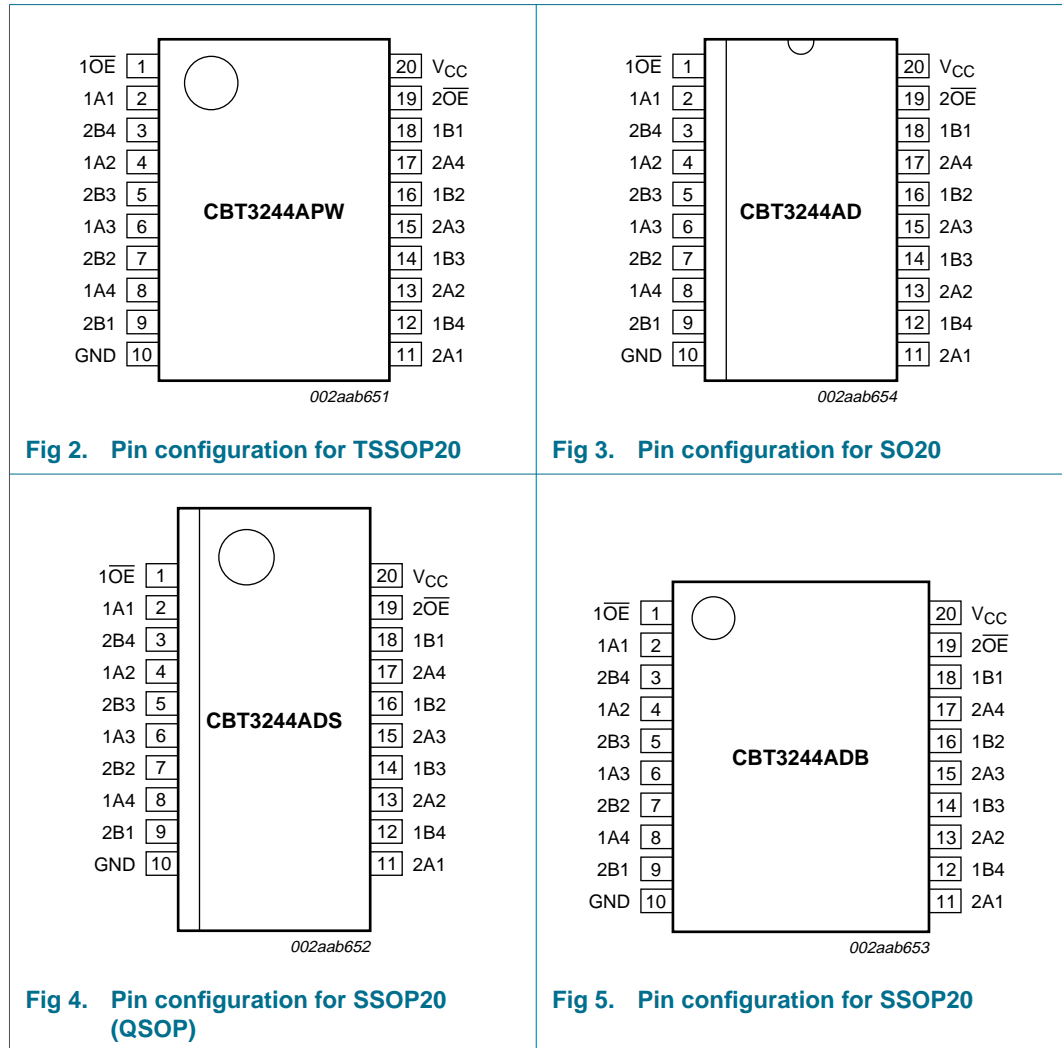 1O̅E̅ 1 20 VCC
1A1 2 19 2O̅E̅
2B4 3 18 1B1
1A2 4 17 2A4
2B3 5 16 1B2
CBT3244APW
1A3 6 15 2A3
2B2 7 14 1B3
1A4 8 13 2A2
2B1 9 12 1B4
GND 10 11 2A1
002aab651
Fig 2. Pin configuration for TSSOP20
1O̅E̅ 1 20 VCC
1A1 2 19 2O̅E̅
2B4 3 18 1B1
1A2 4 17 2A4
2B3 5 16 1B2
CBT3244AD
1A3 6 15 2A3
2B2 7 14 1B3
1A4 8 13 2A2
2B1 9 12 1B4
GND 10 11 2A1
002aab654
Fig 3. Pin configuration for SO20
1O̅E̅ 1 20 VCC
1A1 2 19 2O̅E̅
2B4 3 18 1B1
1A2 4 17 2A4
2B3 5 16 1B2
CBT3244ADS
1A3 6 15 2A3
2B2 7 14 1B3
1A4 8 13 2A2
2B1 9 12 1B4
GND 10 11 2A1
002aab652
Fig 4. Pin configuration for SSOP20
(QSOP)
1O̅E̅ 1 20 VCC
1A1 2 19 2O̅E̅
2B4 3 18 1B1
1A2 4 17 2A4
2B3 5 16 1B2
CBT3244ADB
1A3 6 15 2A3
2B2 7 14 1B3
1A4 8 13 2A2
2B1 9 12 1B4
GND 10 11 2A1
002aab653
Fig 5. Pin configuration for SSOP20